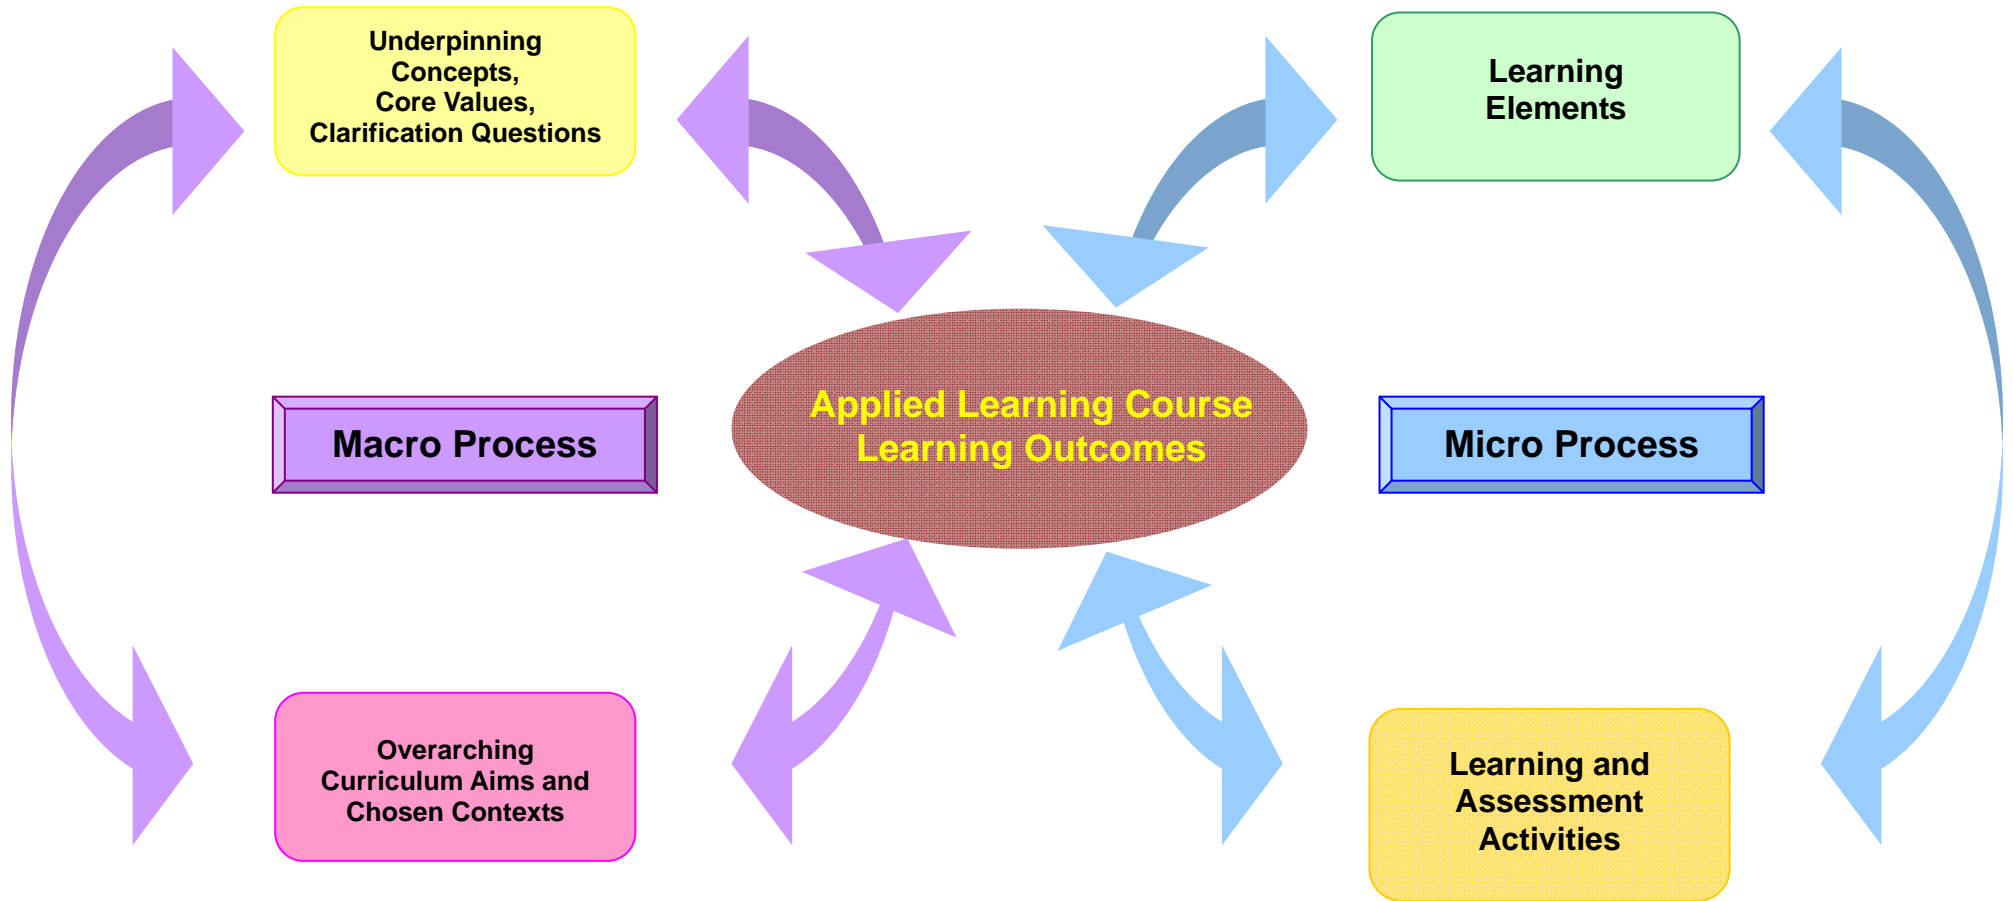 Underpinning
Concepts,
Core Values,
Clarification Questions
Learning
Elements
Macro Process
Applied Learning Course
Learning Outcomes
Micro Process
Overarching
Curriculum Aims and
Chosen Contexts
Learning and
Assessment
Activities